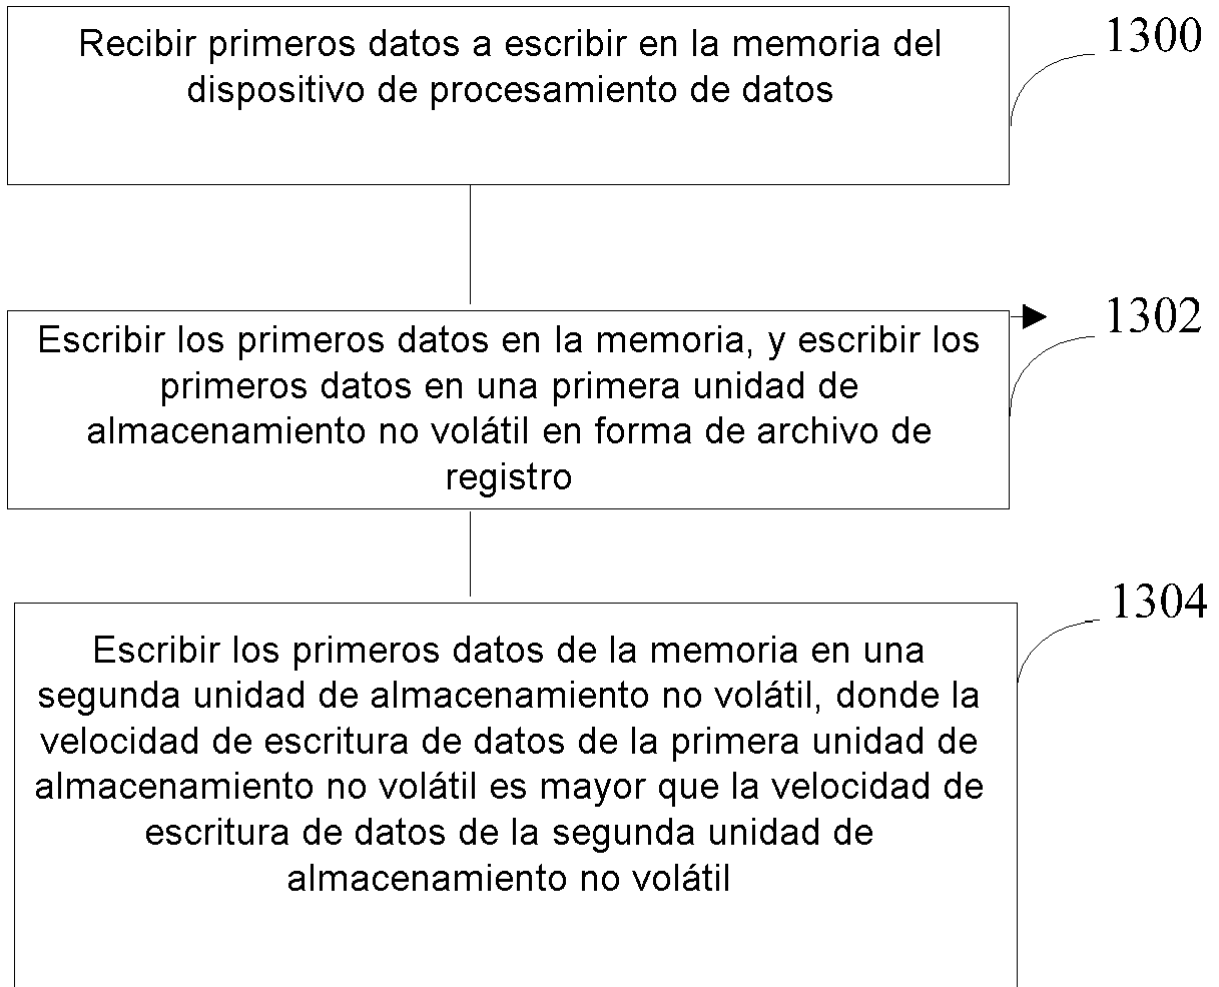 Recibir primeros datos a escribir en la memoria del
dispositivo de procesamiento de datos
1300
Escribir los primeros datos en la memoria, y escribir los
primeros datos en una primera unidad de
almacenamiento no volátil en forma de archivo de
registro
1302
Escribir los primeros datos de la memoria en una
segunda unidad de almacenamiento no volátil, donde la
velocidad de escritura de datos de la primera unidad de
almacenamiento no volátil es mayor que la velocidad de
escritura de datos de la segunda unidad de
almacenamiento no volátil
1304